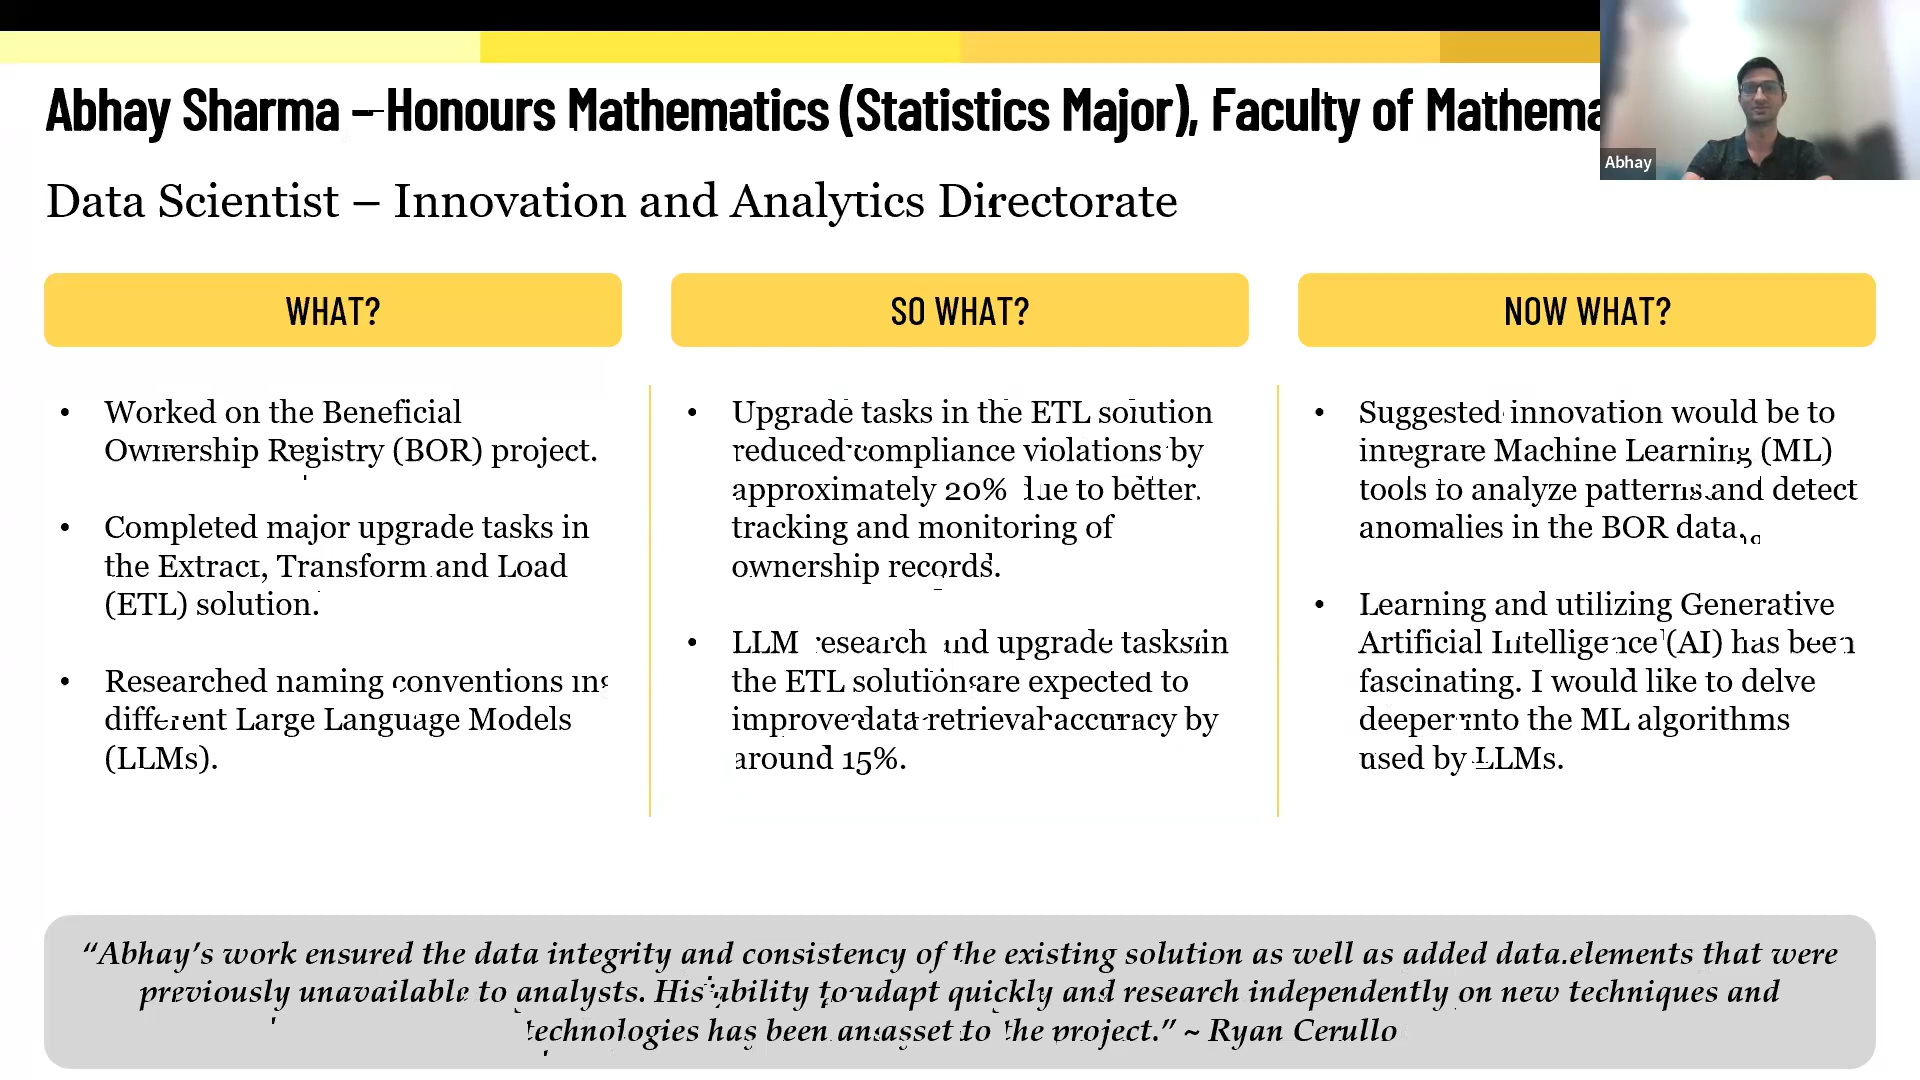 Abhay Sharma – Honours Mathematics (Statistics Major), Faculty of Mathema
Abhay
Data Scientist – Innovation and Analytics Directorate
WHAT?
• Worked on the Beneficial
Ownership Registry (BOR) project.
• Completed major upgrade tasks in
the Extract, Transform and Load
(ETL) solution.
• Researched naming conventions in
different Large Language Models
(LLMs).
SO WHAT?
• Upgrade tasks in the ETL solution
reduced compliance violations by
approximately 20% due to better
tracking and monitoring of
ownership records.
• LLM research and upgrade tasks in
the ETL solution are expected to
improve data retrieval accuracy by
around 15%.
NOW WHAT?
• Suggested innovation would be to
integrate Machine Learning (ML)
tools to analyze patterns and detect
anomalies in the BOR data.
• Learning and utilizing Generative
Artificial Intelligence (AI) has been
fascinating. I would like to delve
deeper into the ML algorithms
used by LLMs.
“Abhay’s work ensured the data integrity and consistency of the existing solution as well as added data elements that were
previously unavailable to analysts. His ability to adapt quickly and research independently on new techniques and
technologies has been an asset to the project.” ~ Ryan Cerullo